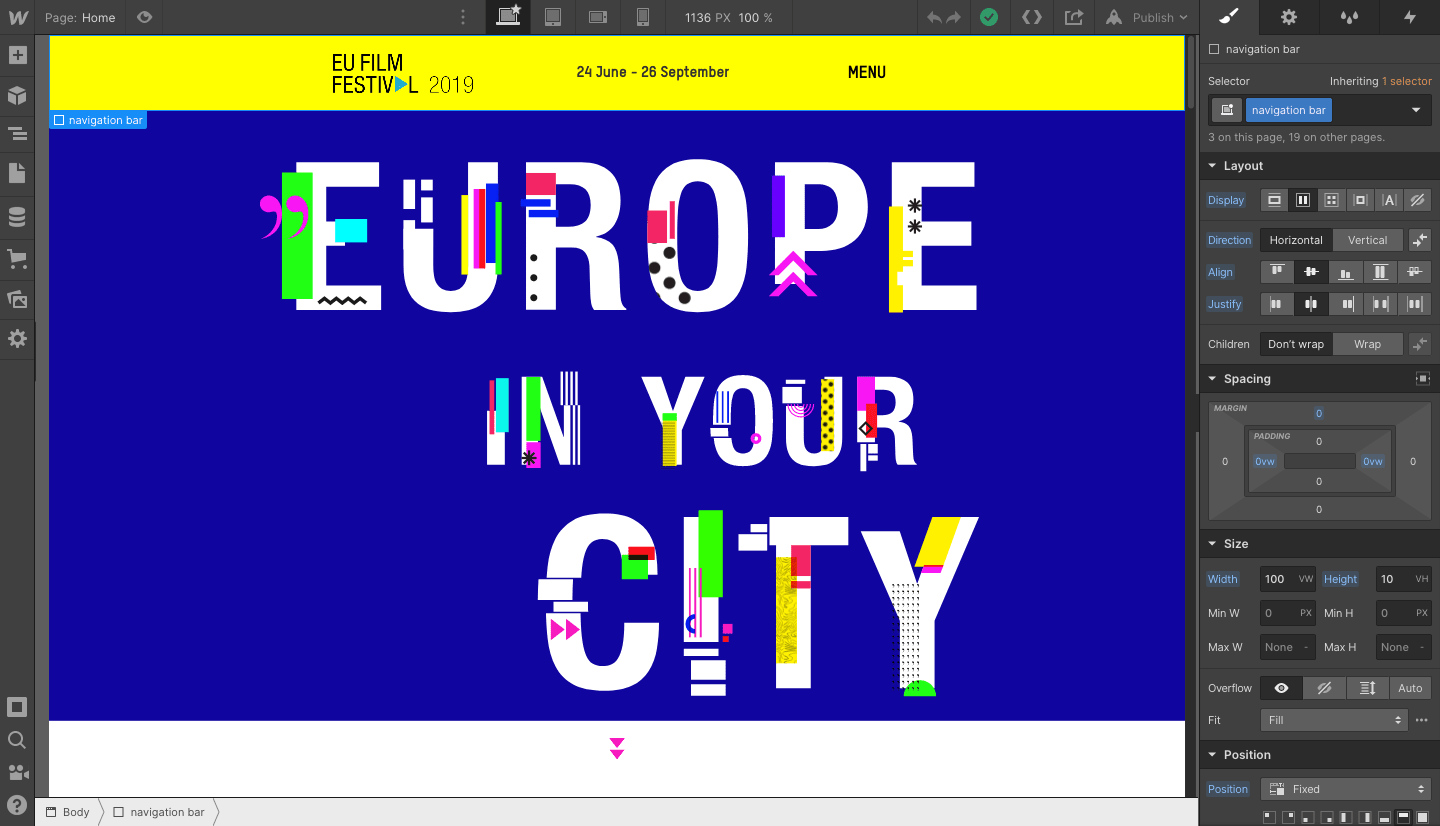 Page: Home
1136 PX 100 %
Publish
EU FILM
FESTIVAL 2019
24 June - 26 September
MENU
navigation bar
EUROPE
IN YOUR
CITY
Body
navigation bar
navigation bar
Selector
Inheriting 1 selector
navigation bar
3 on this page, 19 on other pages.
Layout
Display
Direction
Horizontal
Vertical
Align
Justify
Children
Don't wrap
Wrap
Spacing
MARGIN
0
PADDING
0
0
0vw
0vw
0
0
0
Size
Width
100 VW
Height
10 VH
Min W
0 PX
Min H
0 PX
Max W
None -
Max H
None -
Overflow
Auto
Fit
Fill
Position
Position
Fixed